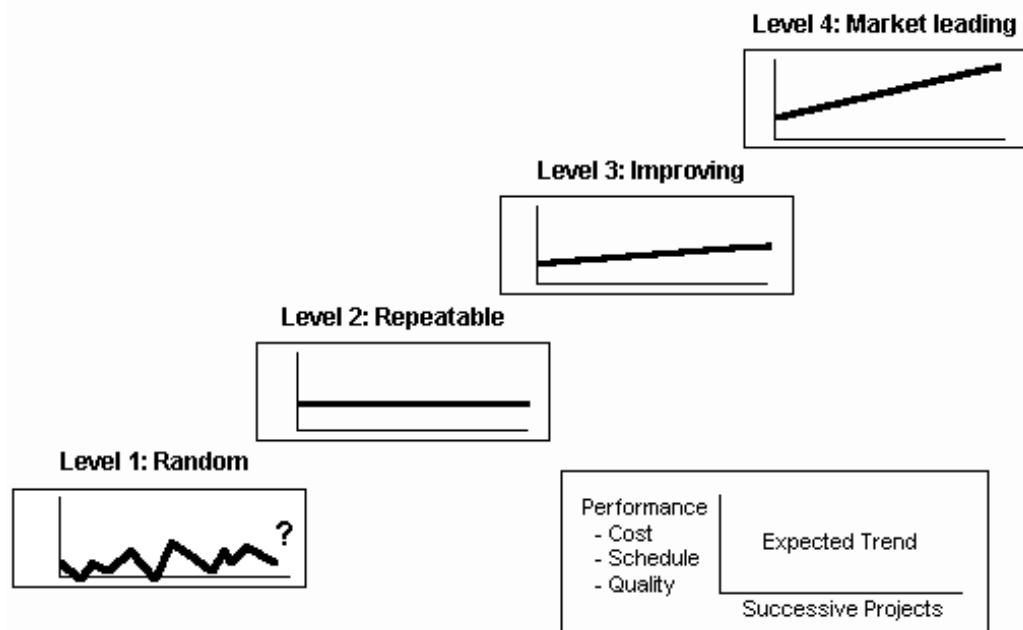 Level 4: Market leading
Level 3: Improving
Level 2: Repeatable
Level 1: Random
?
Performance
- Cost
- Schedule
- Quality
Expected Trend
Successive Projects